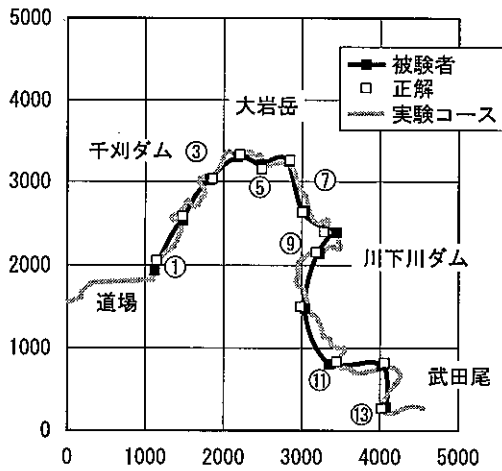 5000
4000
3000
2000
1000
0
被験者
正解
実験コース
大岩岳
千刈ダム
③
⑤
⑦
⑨
①
川下川ダム
道場
⑪
武田尾
⑬
0
1000
2000
3000
4000
5000